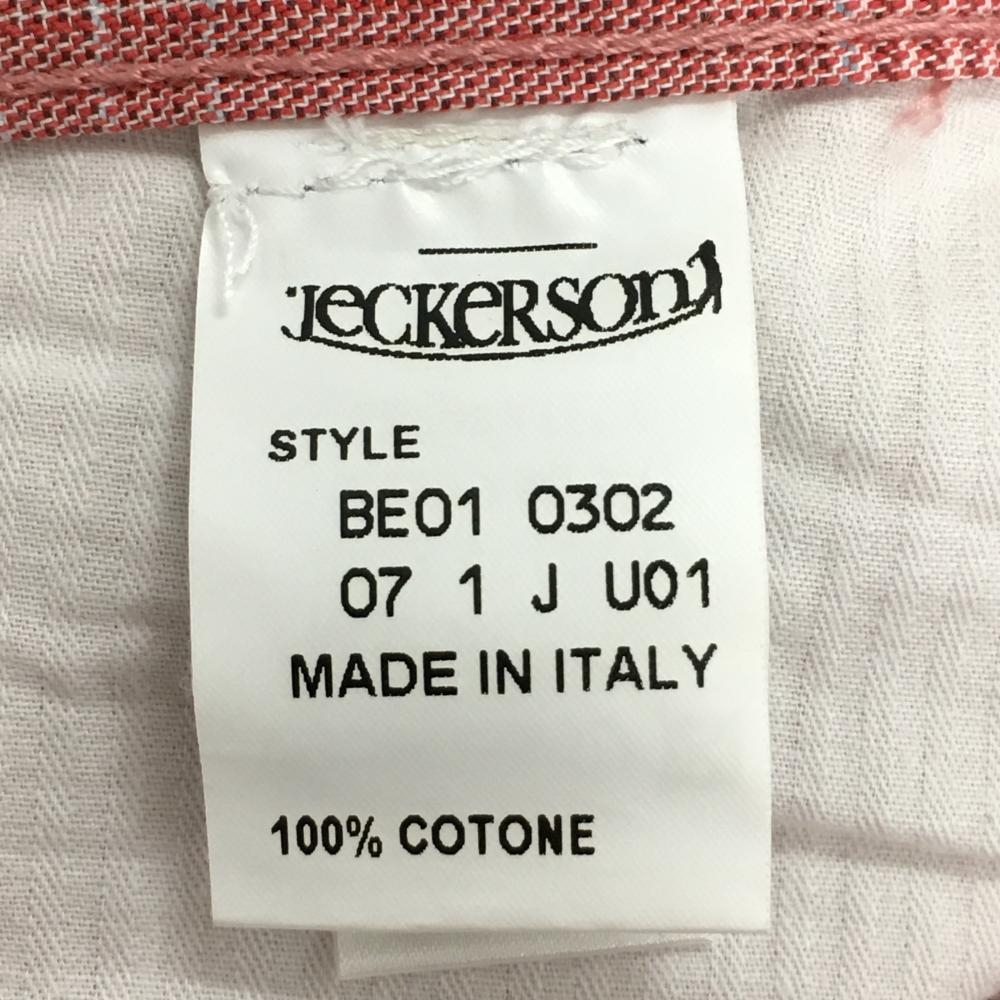 JECKERSON
STYLE
BE01 0302
07 1 J U01
MADE IN ITALY
100% COTONE